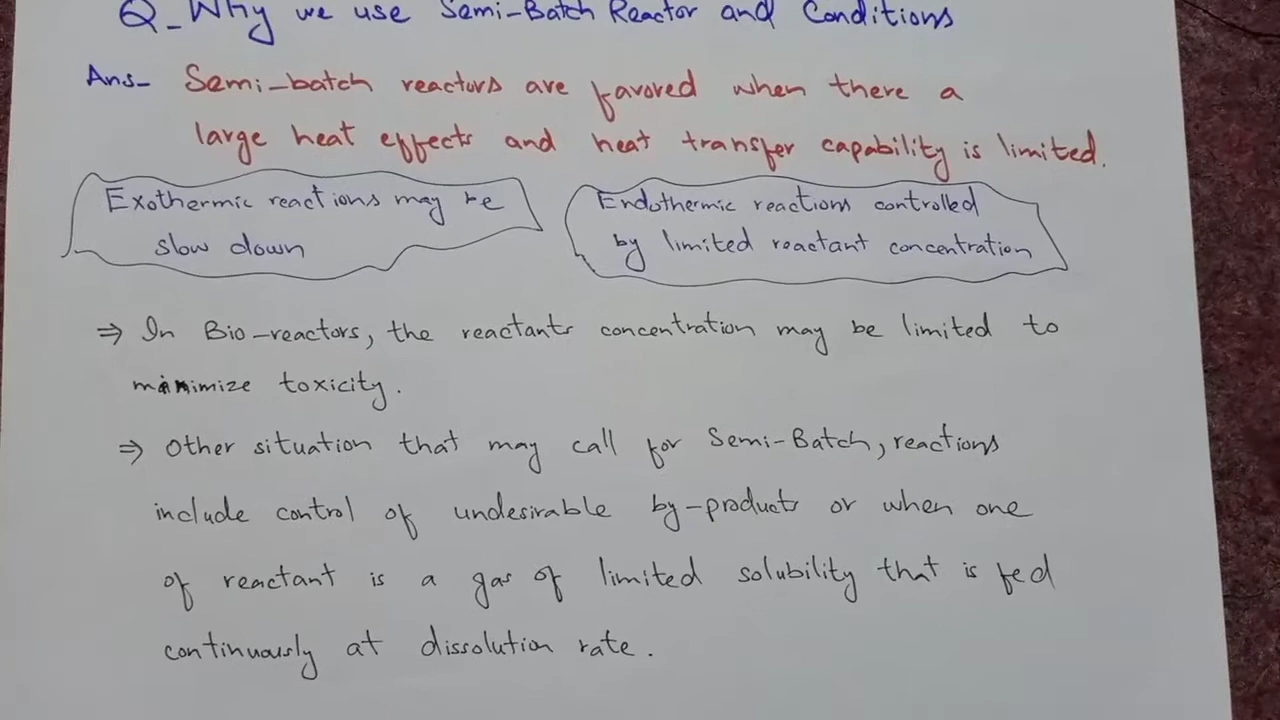 Q_ Why we use Semi-Batch Reactor and Conditions
Ans_ Semi-batch reactors are favored when there a
large heat effects and heat transfer capability is limited.
Exothermic reactions may be
slow down
Endothermic reactions controlled
by limited reactant concentration
⇒ In Bio-reactors, the reactants concentration may be limited to
minimize toxicity.
⇒ Other situation that may call for Semi-Batch, reactions
include control of undesirable by-products or when one
of reactant is a gas of limited solubility that is fed
continuously at dissolution rate.